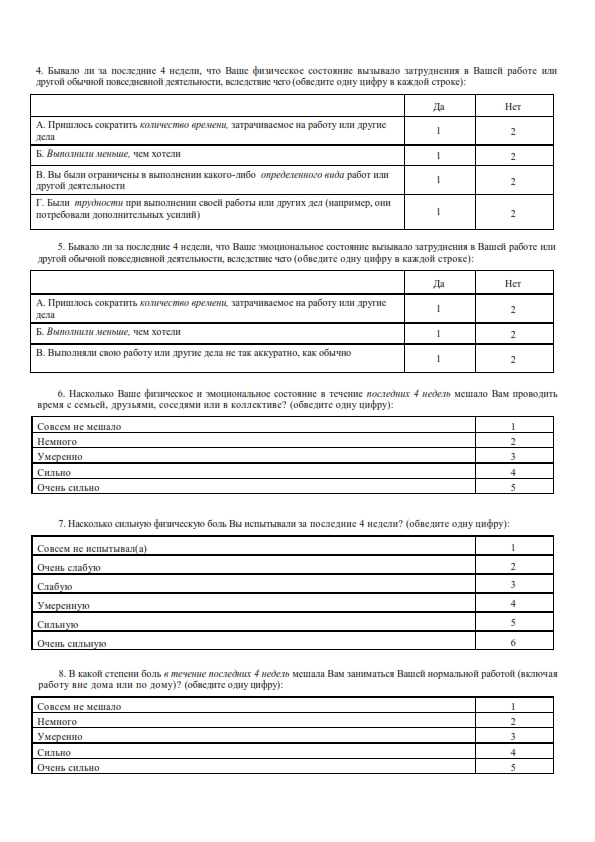 4. Бывало ли за последние 4 недели, что Ваше физическое состояние вызывало затруднения в Вашей работе или
другой обычной повседневной деятельности, вследствие чего (обведите одну цифру в каждой строке):
Да Нет
А. Пришлось сократить количество времени, затрачиваемое на работу или другие
дела 1 2
Б. Выполнили меньше, чем хотели 1 2
В. Вы были ограничены в выполнении какого-либо определенного вида работ или
другой деятельности 1 2
Г. Были трудности при выполнении своей работы или других дел (например, они
потребовали дополнительных усилий) 1 2
5. Бывало ли за последние 4 недели, что Ваше эмоциональное состояние вызывало затруднения в Вашей работе или
другой обычной повседневной деятельности, вследствие чего (обведите одну цифру в каждой строке):
Да Нет
А. Пришлось сократить количество времени, затрачиваемое на работу или другие
дела 1 2
Б. Выполнили меньше, чем хотели 1 2
В. Выполняли свою работу или другие дела не так аккуратно, как обычно 1 2
6. Насколько Ваше физическое и эмоциональное состояние в течение последних 4 недель мешало Вам проводить
время с семьей, друзьями, соседями или в коллективе? (обведите одну цифру):
Совсем не мешало 1
Немного 2
Умеренно 3
Сильно 4
Очень сильно 5
7. Насколько сильную физическую боль Вы испытывали за последние 4 недели? (обведите одну цифру):
Совсем не испытывал(а) 1
Очень слабую 2
Слабую 3
Умеренную 4
Сильную 5
Очень сильную 6
8. В какой степени боль в течение последних 4 недель мешала Вам заниматься Вашей нормальной работой (включая
работу вне дома или по дому)? (обведите одну цифру):
Совсем не мешало 1
Немного 2
Умеренно 3
Сильно 4
Очень сильно 5